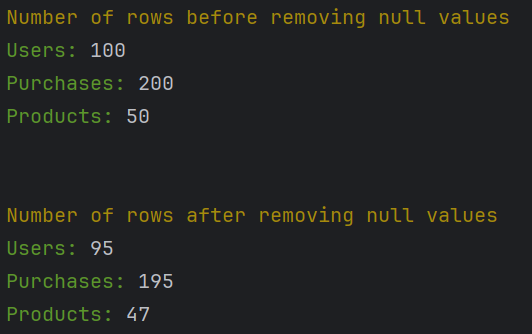 Number of rows before removing null values
Users: 100
Purchases: 200
Products: 50
Number of rows after removing null values
Users: 95
Purchases: 195
Products: 47